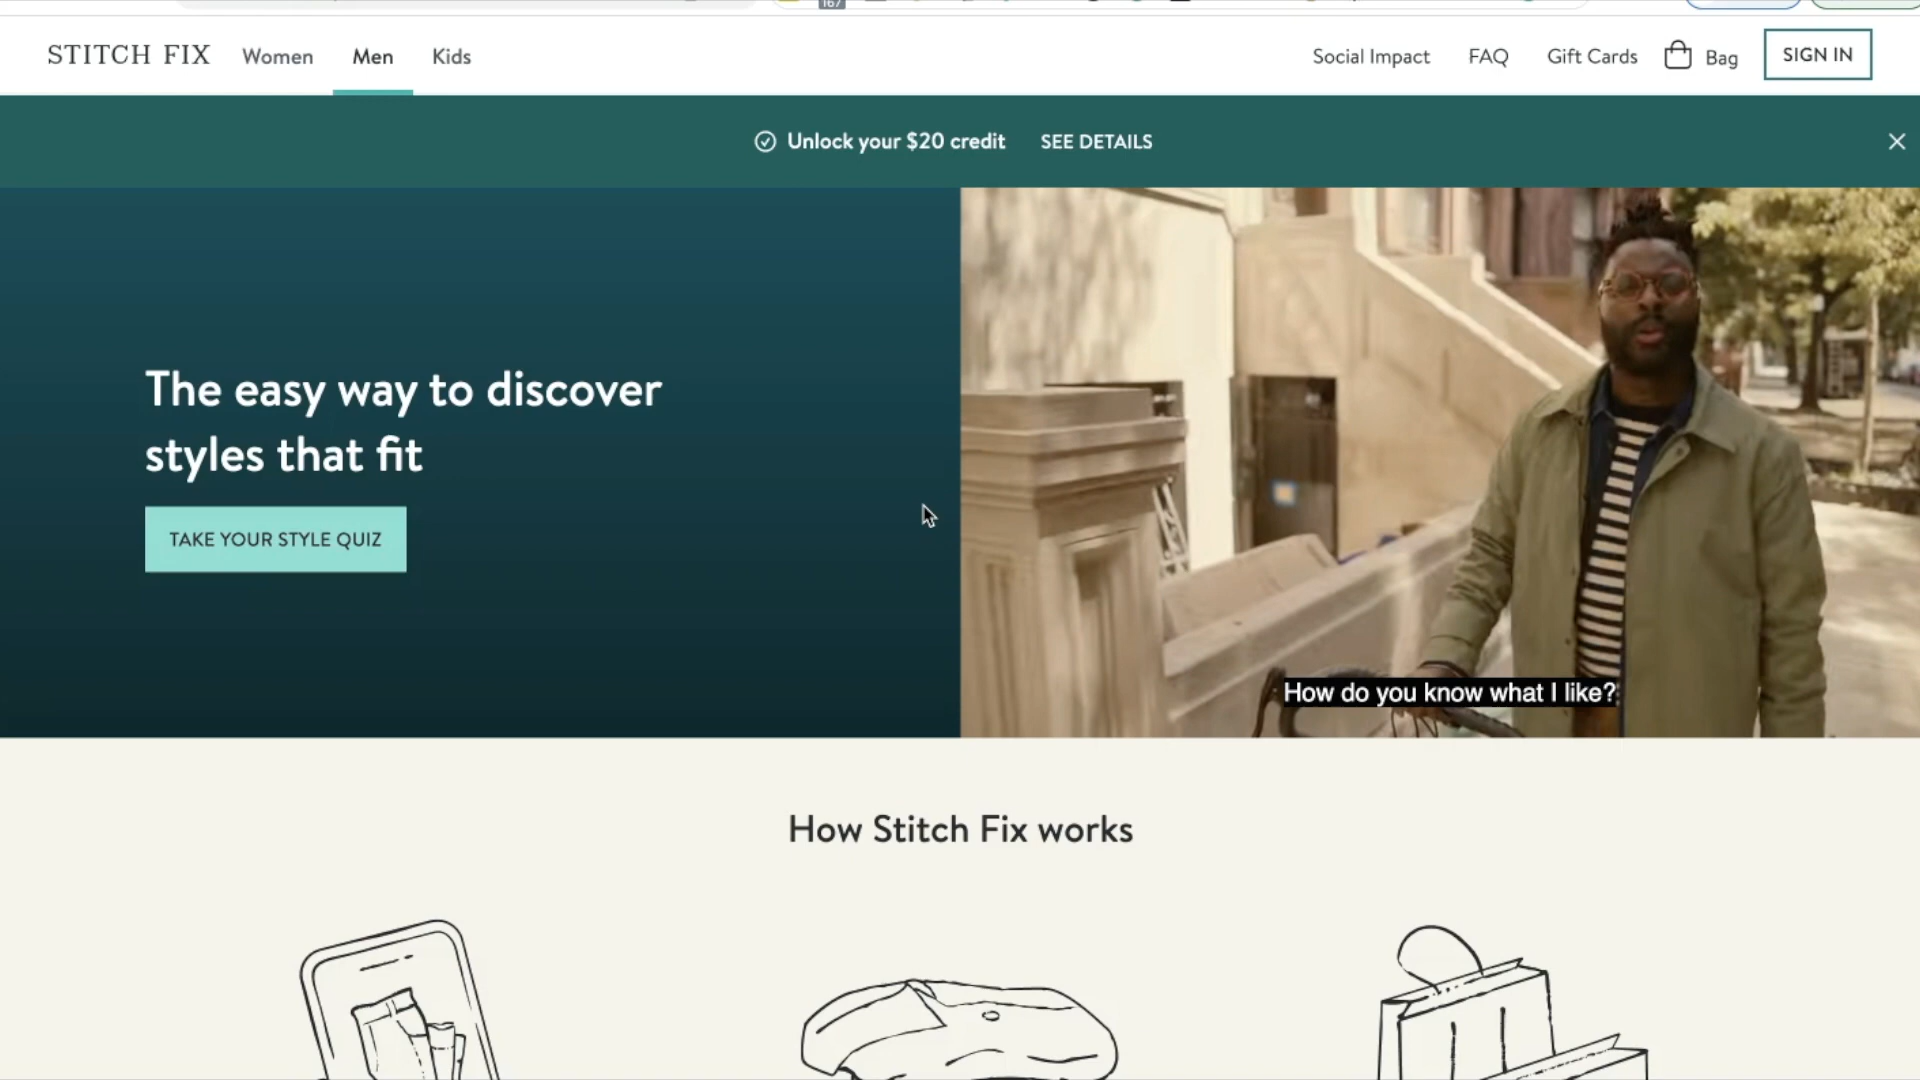 167
STITCH FIX Women Men Kids Social Impact FAQ Gift Cards Bag SIGN IN
Unlock your $20 credit SEE DETAILS
The easy way to discover
styles that fit
TAKE YOUR STYLE QUIZ
How do you know what I like?
How Stitch Fix works